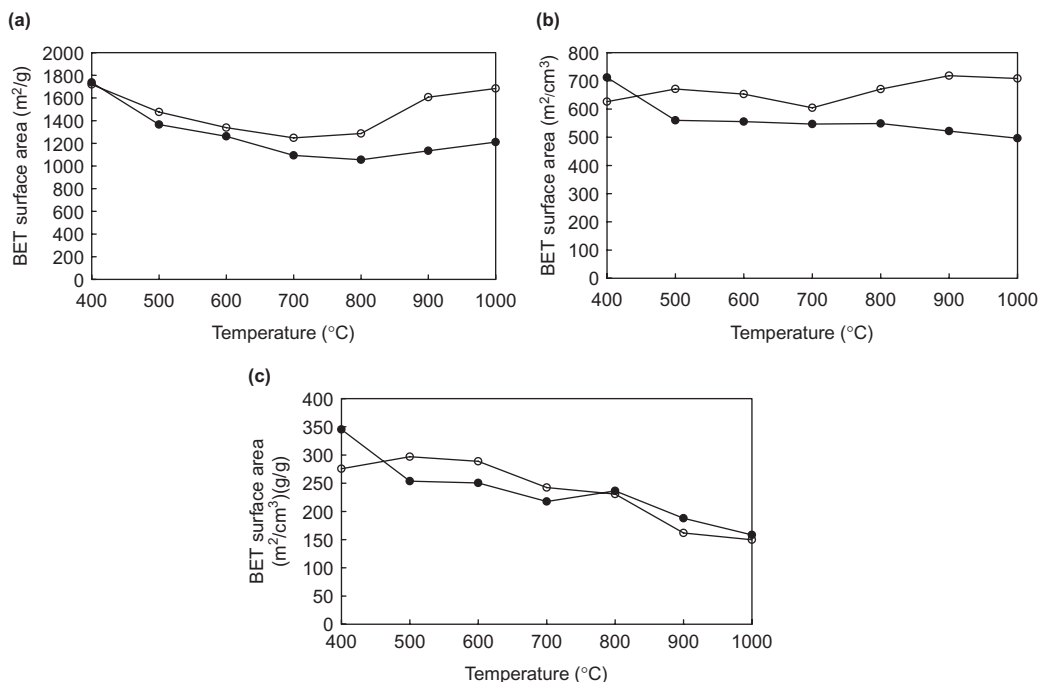 (a)
BET surface area (m²/g)
2000
1800
1600
1400
1200
1000
800
600
400
200
0
400 500 600 700 800 900 1000
Temperature (°C)
(b)
BET surface area (m²/cm³)
800
700
600
500
400
300
200
100
0
400 500 600 700 800 900 1000
Temperature (°C)
(c)
BET surface area
(m²/cm³)(g/g)
400
350
300
250
200
150
100
50
0
400 500 600 700 800 900 1000
Temperature (°C)